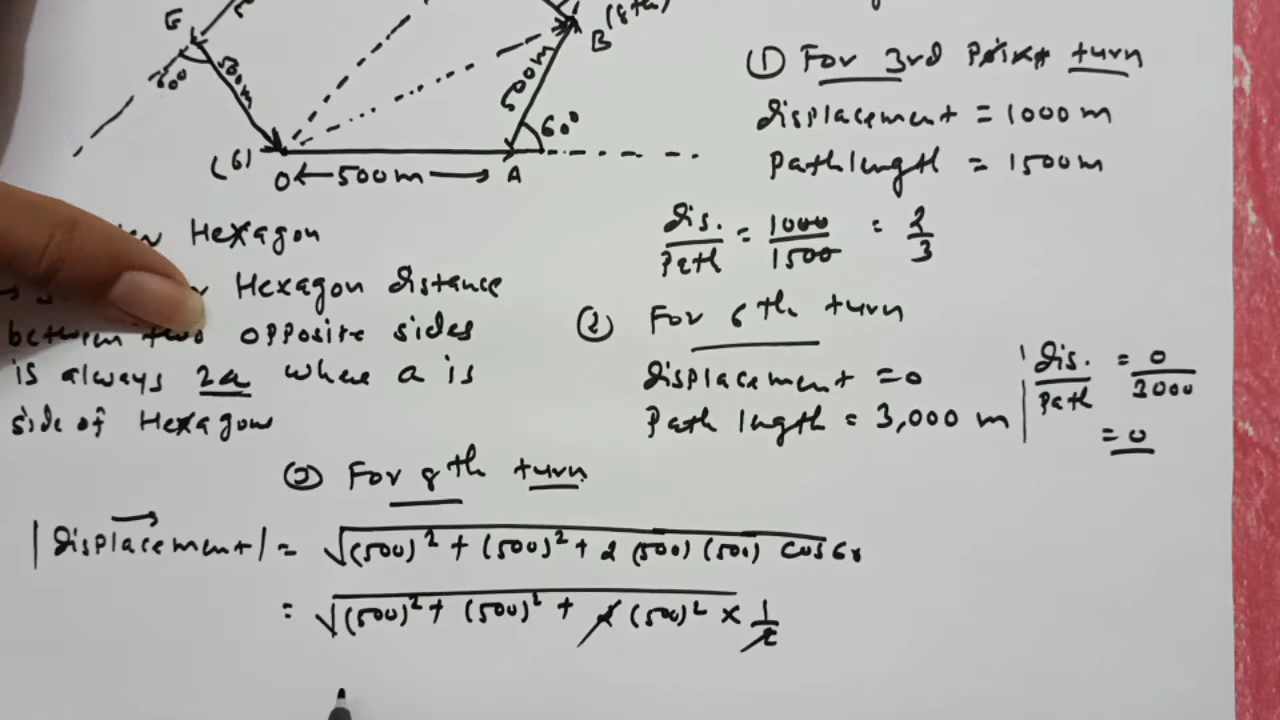 E
60°
500m
B (8th)
500m
60°
(6)
O ← 500m → A
Hexagon
Hexagon distance
between two opposite sides
is always 2a where a is
side of Hexagon
① For 3rd turn
displacement = 1000 m
Path length = 1500 m
dis./Path = 1000/1500 = 2/3
② For 6th turn
displacement = 0
Path length = 3,000 m
dis./Path = 0/3000
= 0
③ For 8th turn
|displacement| = √(500)² + (500)² + 2 (500) (500) cos 60
= √(500)² + (500)² + 2 (500)² × 1/2